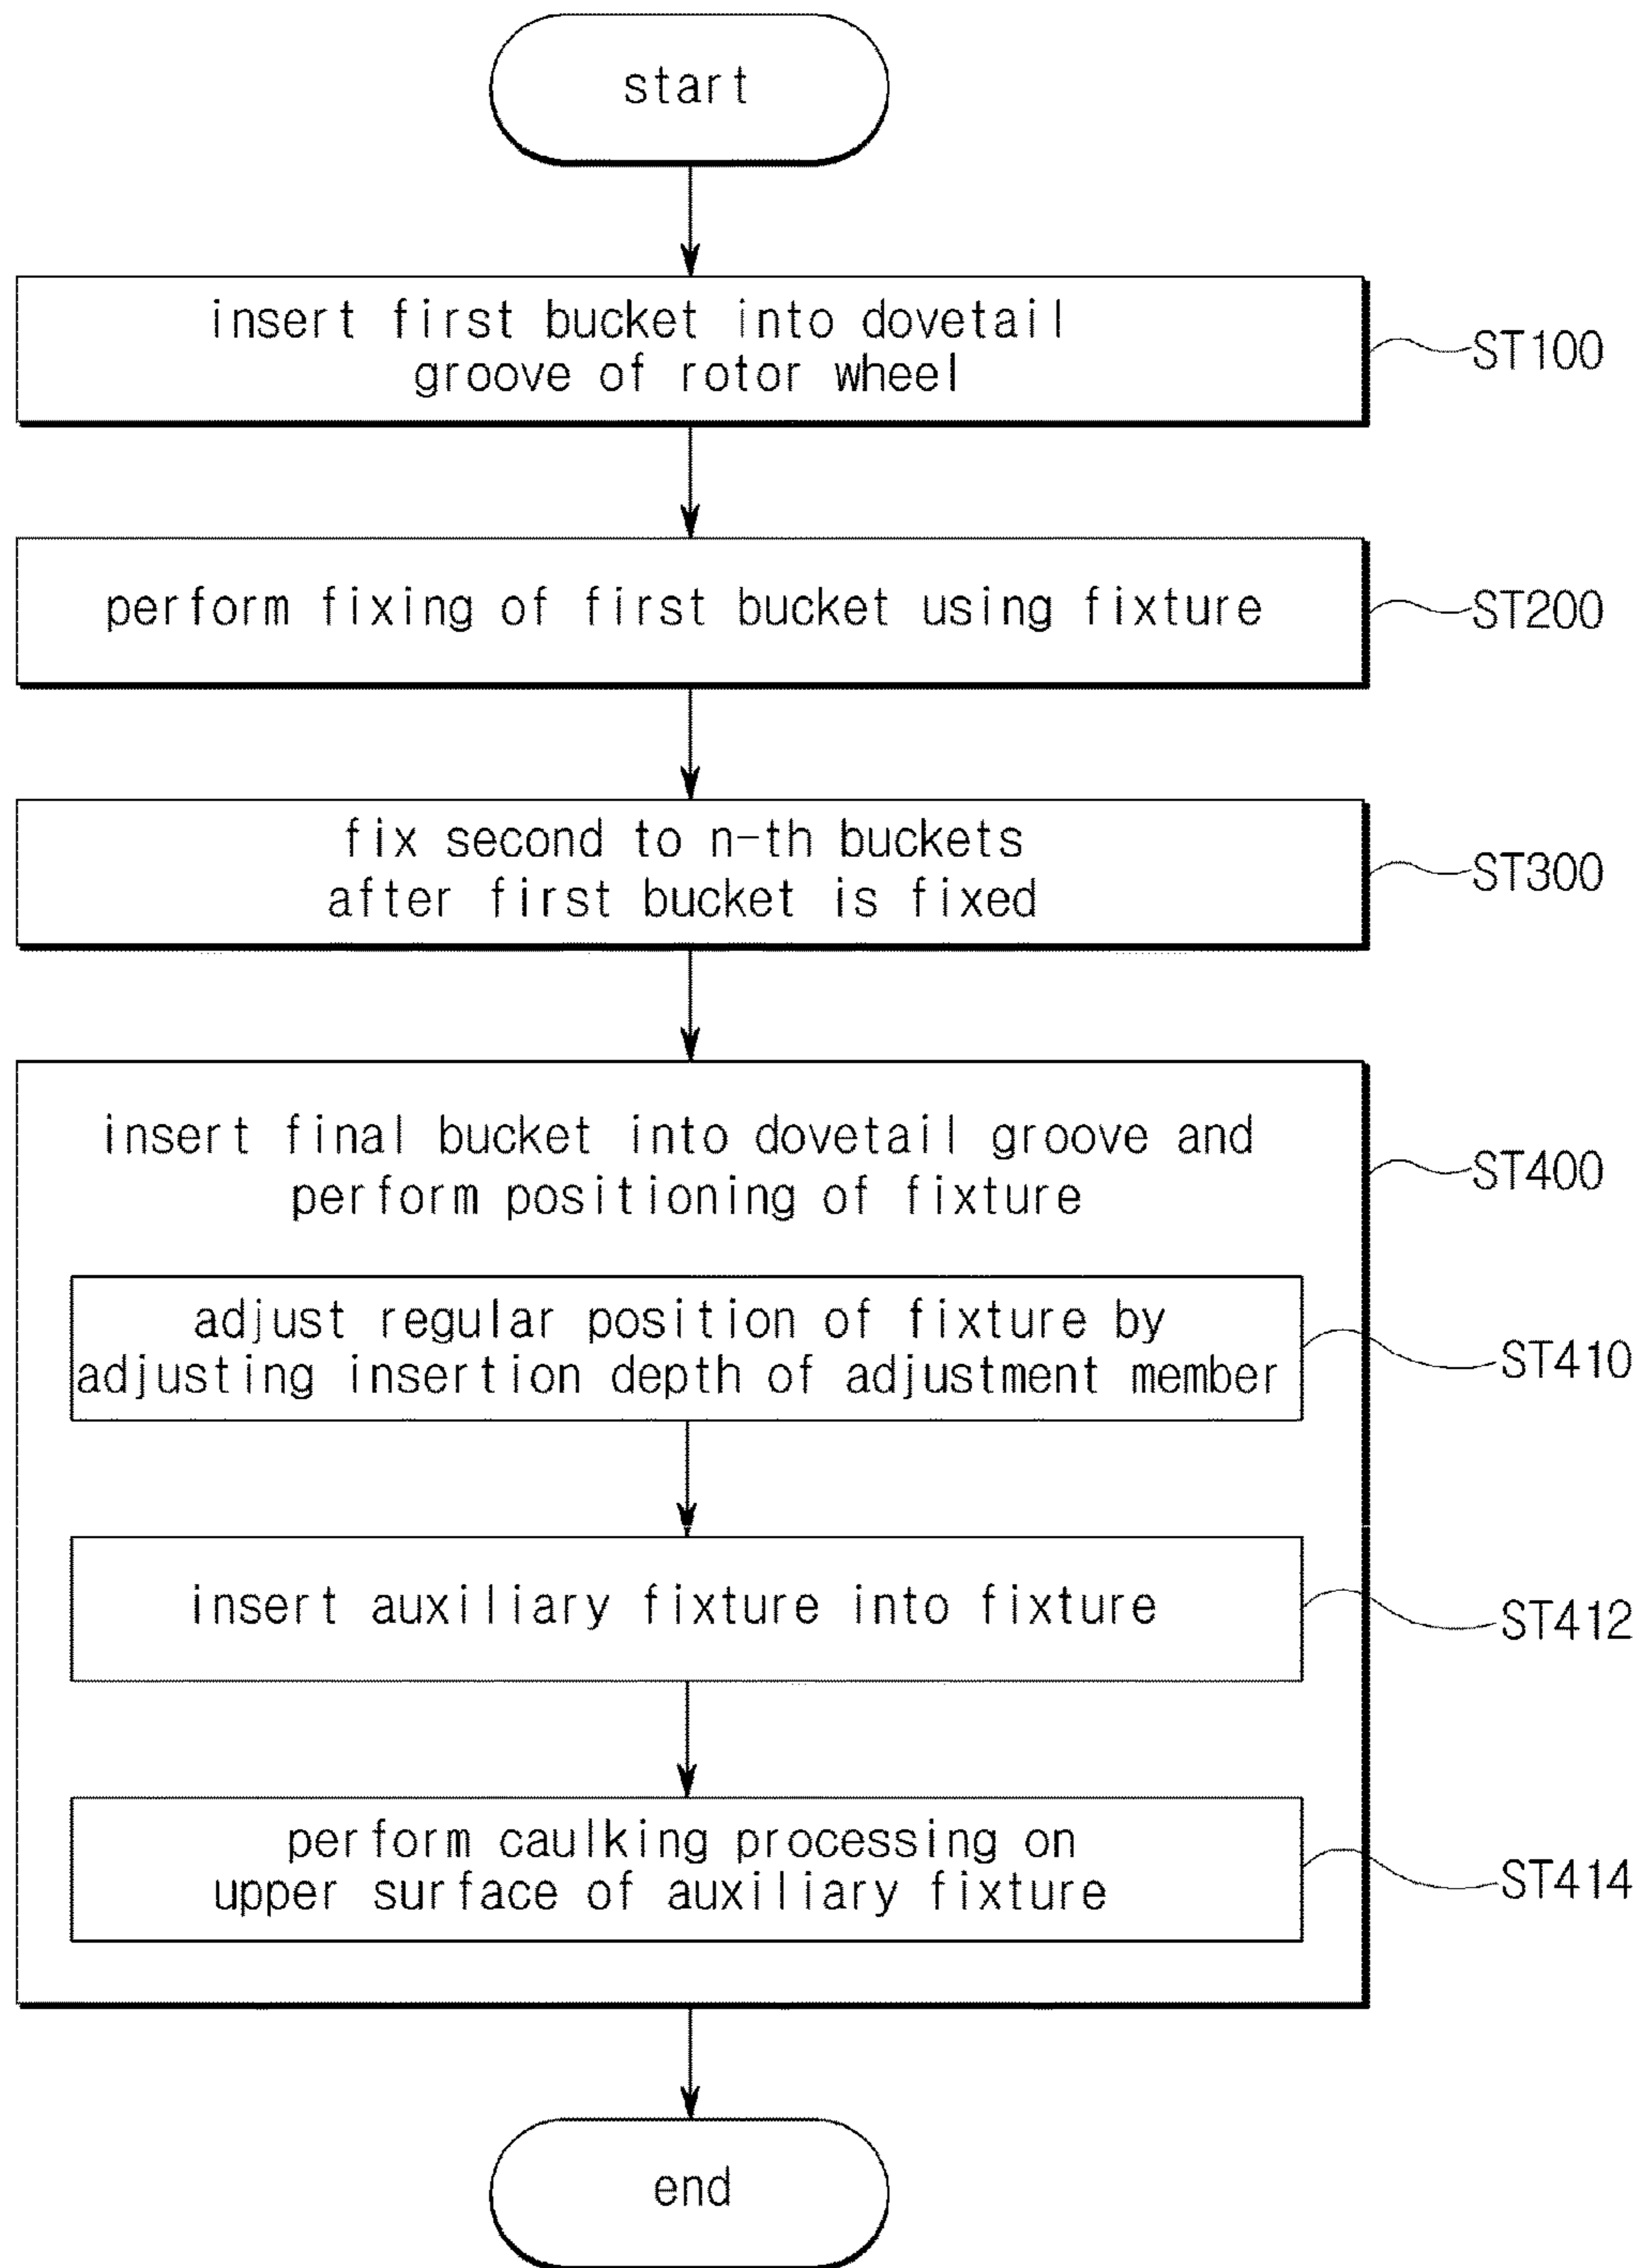 start
insert first bucket into dovetail
groove of rotor wheel
ST100
perform fixing of first bucket using fixture
ST200
fix second to n-th buckets
after first bucket is fixed
ST300
insert final bucket into dovetail groove and
perform positioning of fixture
ST400
adjust regular position of fixture by
adjusting insertion depth of adjustment member
ST410
insert auxiliary fixture into fixture
ST412
perform caulking processing on
upper surface of auxiliary fixture
ST414
end